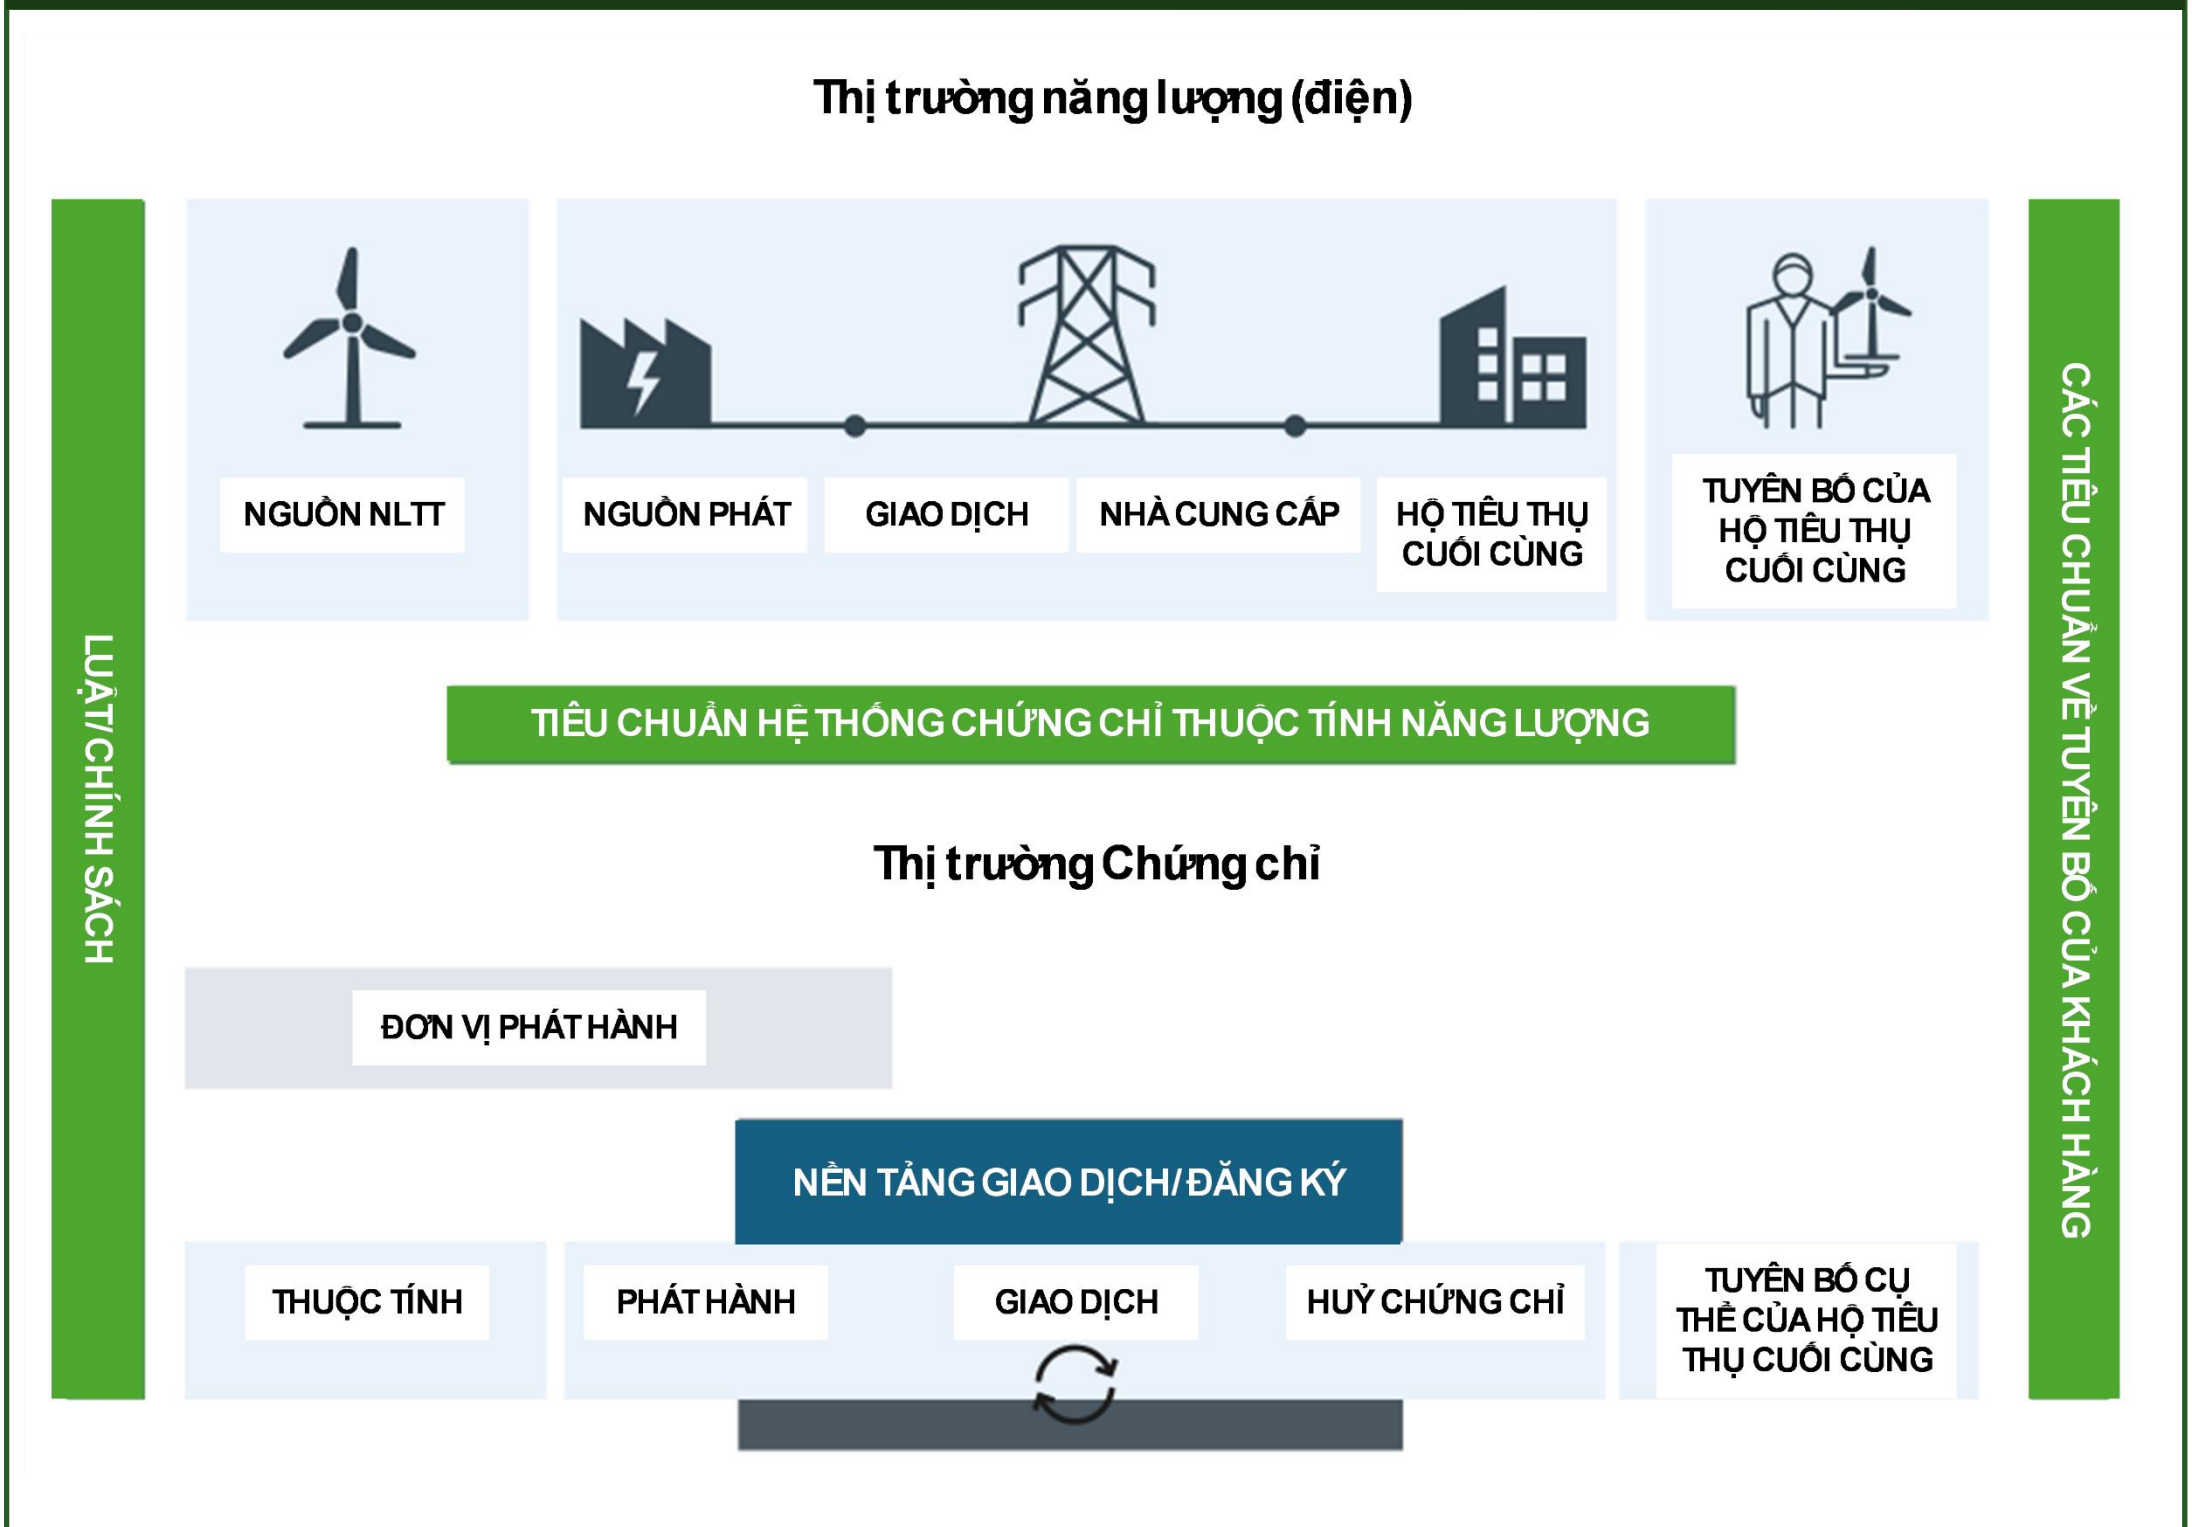 Thị trường năng lượng (điện)
LUẬT/CHÍNH SÁCH
NGUỒN NLTT
NGUỒN PHÁT
GIAO DỊCH
NHÀ CUNG CẤP
HỘ TIÊU THỤ
CUỐI CÙNG
TUYÊN BỐ CỦA
HỘ TIÊU THỤ
CUỐI CÙNG
CÁC TIÊU CHUẨN VỀ TUYÊN BỐ CỦA KHÁCH HÀNG
TIÊU CHUẨN HỆ THỐNG CHỨNG CHỈ THUỘC TÍNH NĂNG LƯỢNG
Thị trường Chứng chỉ
ĐƠN VỊ PHÁT HÀNH
NỀN TẢNG GIAO DỊCH/ ĐĂNG KÝ
THUỘC TÍNH
PHÁT HÀNH
GIAO DỊCH
HUỶ CHỨNG CHỈ
TUYÊN BỐ CỤ
THỂ CỦA HỘ TIÊU
THỤ CUỐI CÙNG